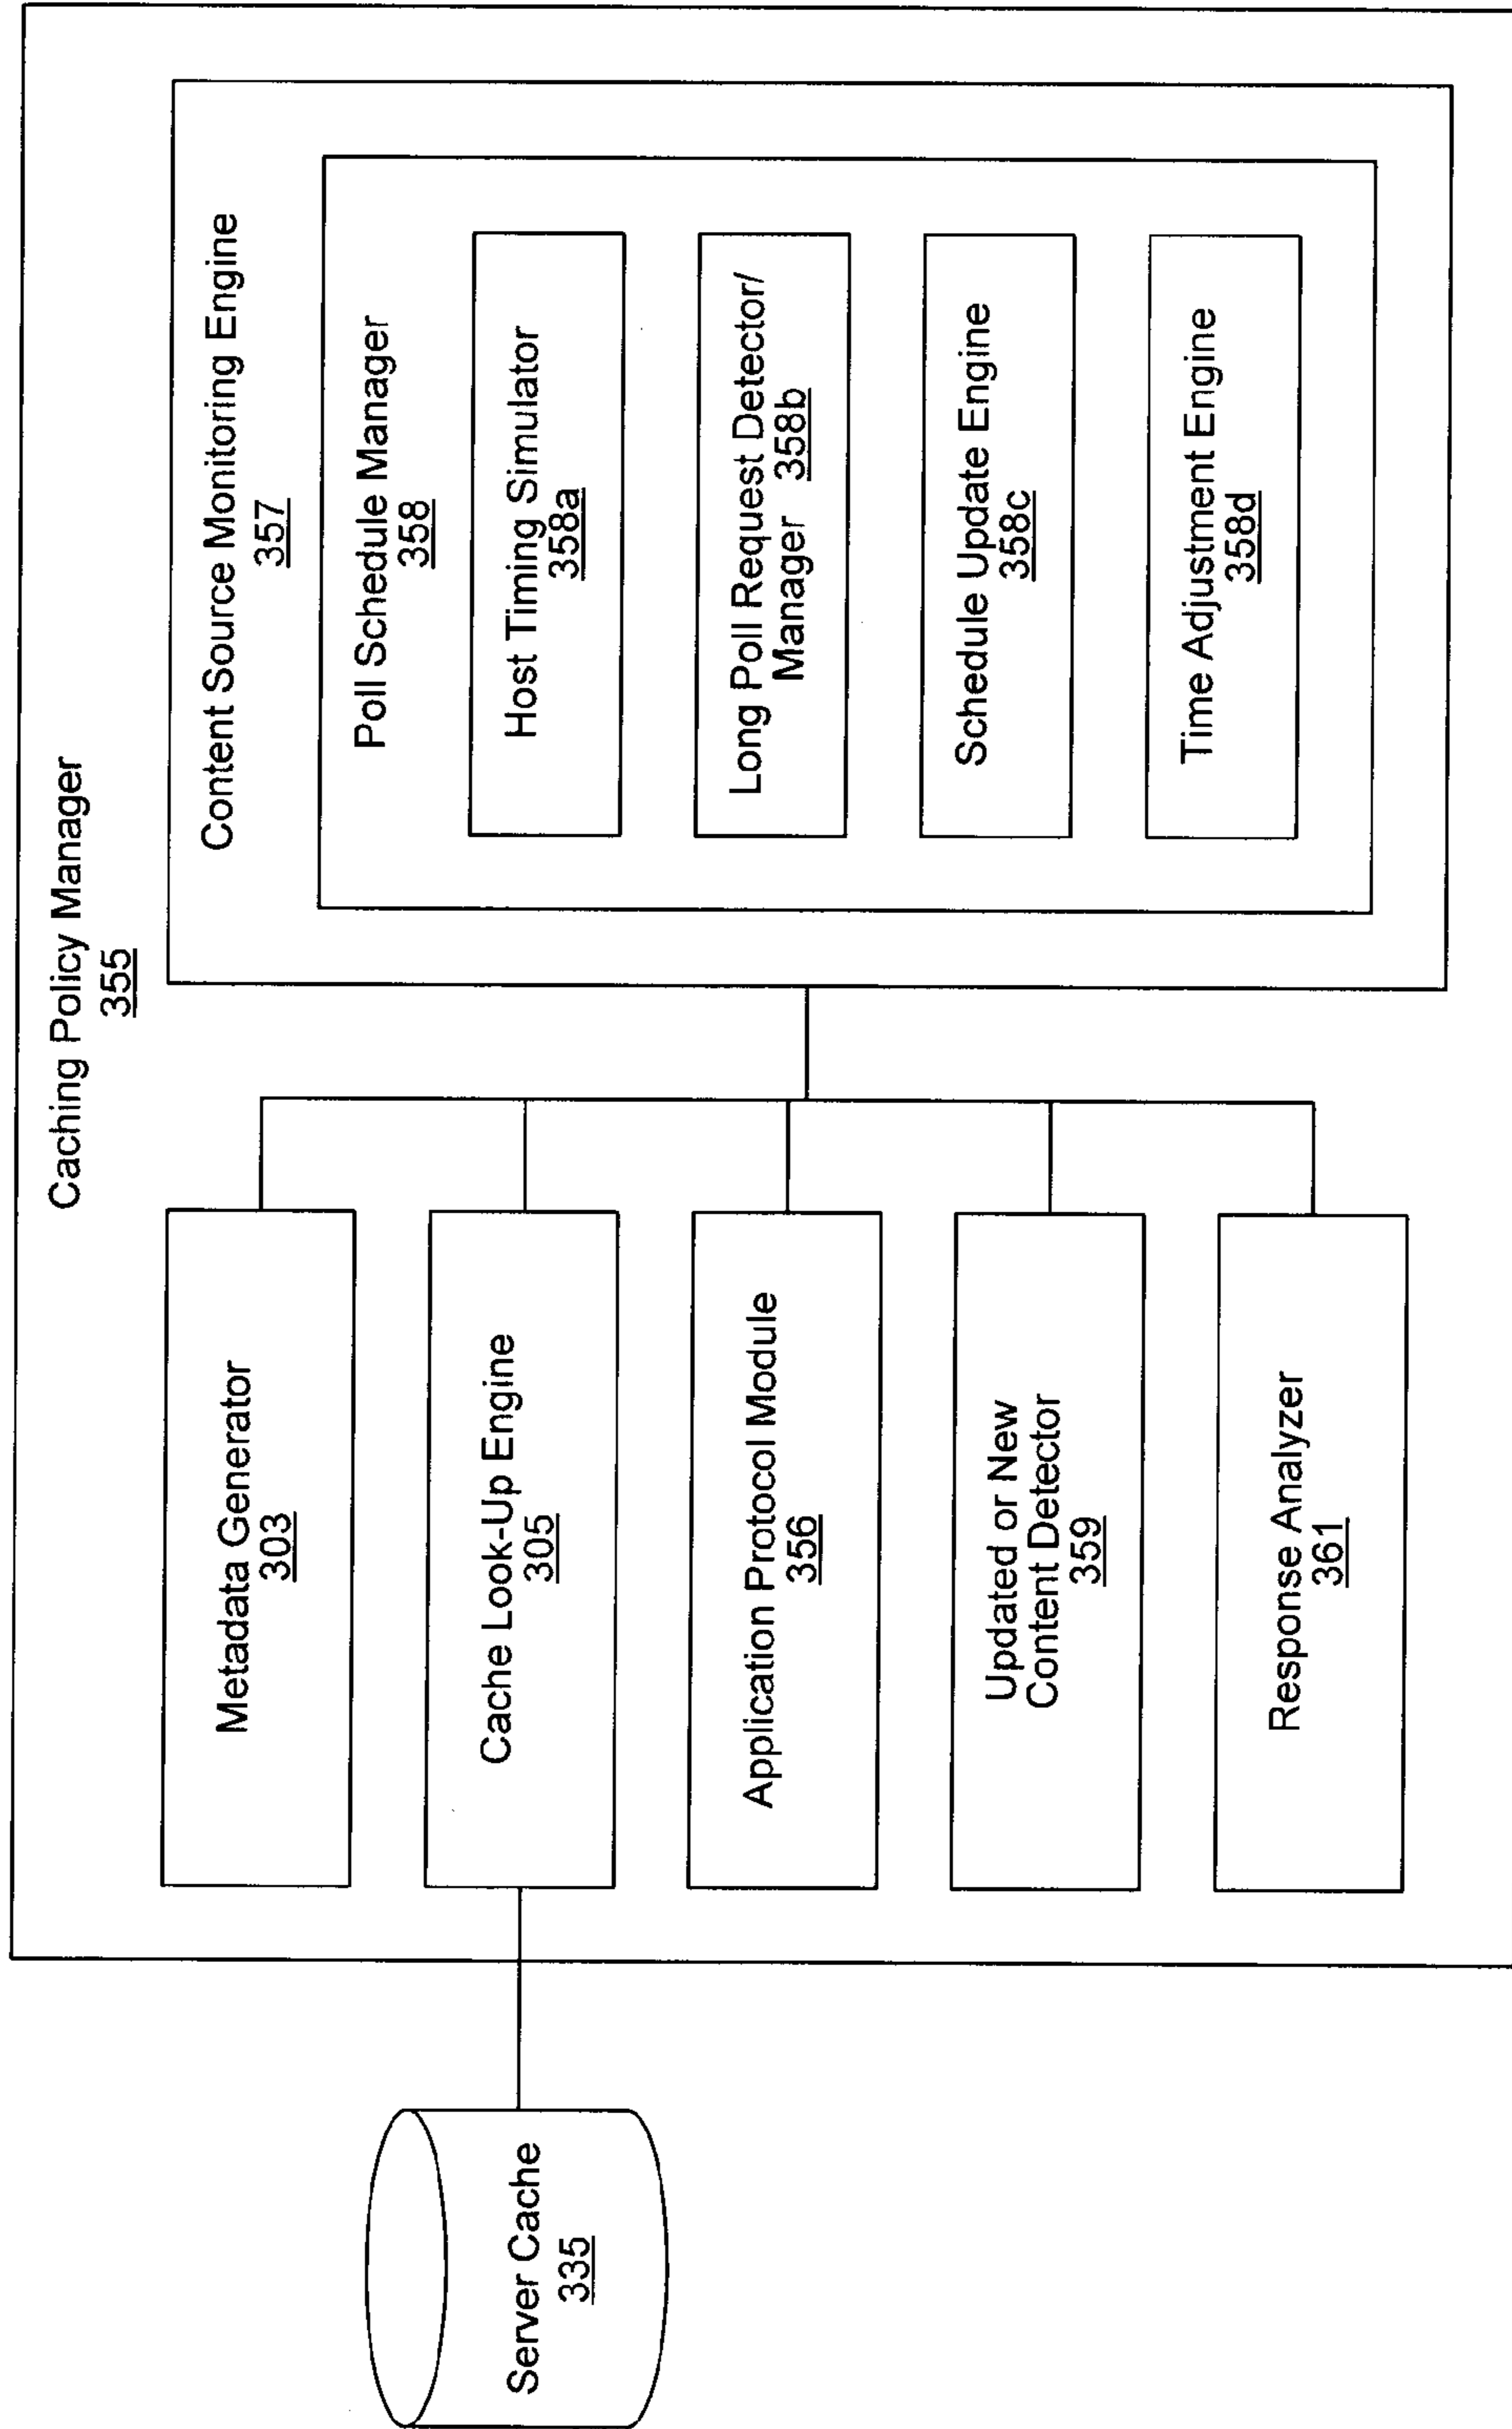 Caching Policy Manager
355
Server Cache
335
Metadata Generator
303
Cache Look-Up Engine
305
Application Protocol Module
356
Updated or New
Content Detector
359
Response Analyzer
361
Content Source Monitoring Engine
357
Poll Schedule Manager
358
Host Timing Simulator
358a
Long Poll Request Detector/
Manager 358b
Schedule Update Engine
358c
Time Adjustment Engine
358d